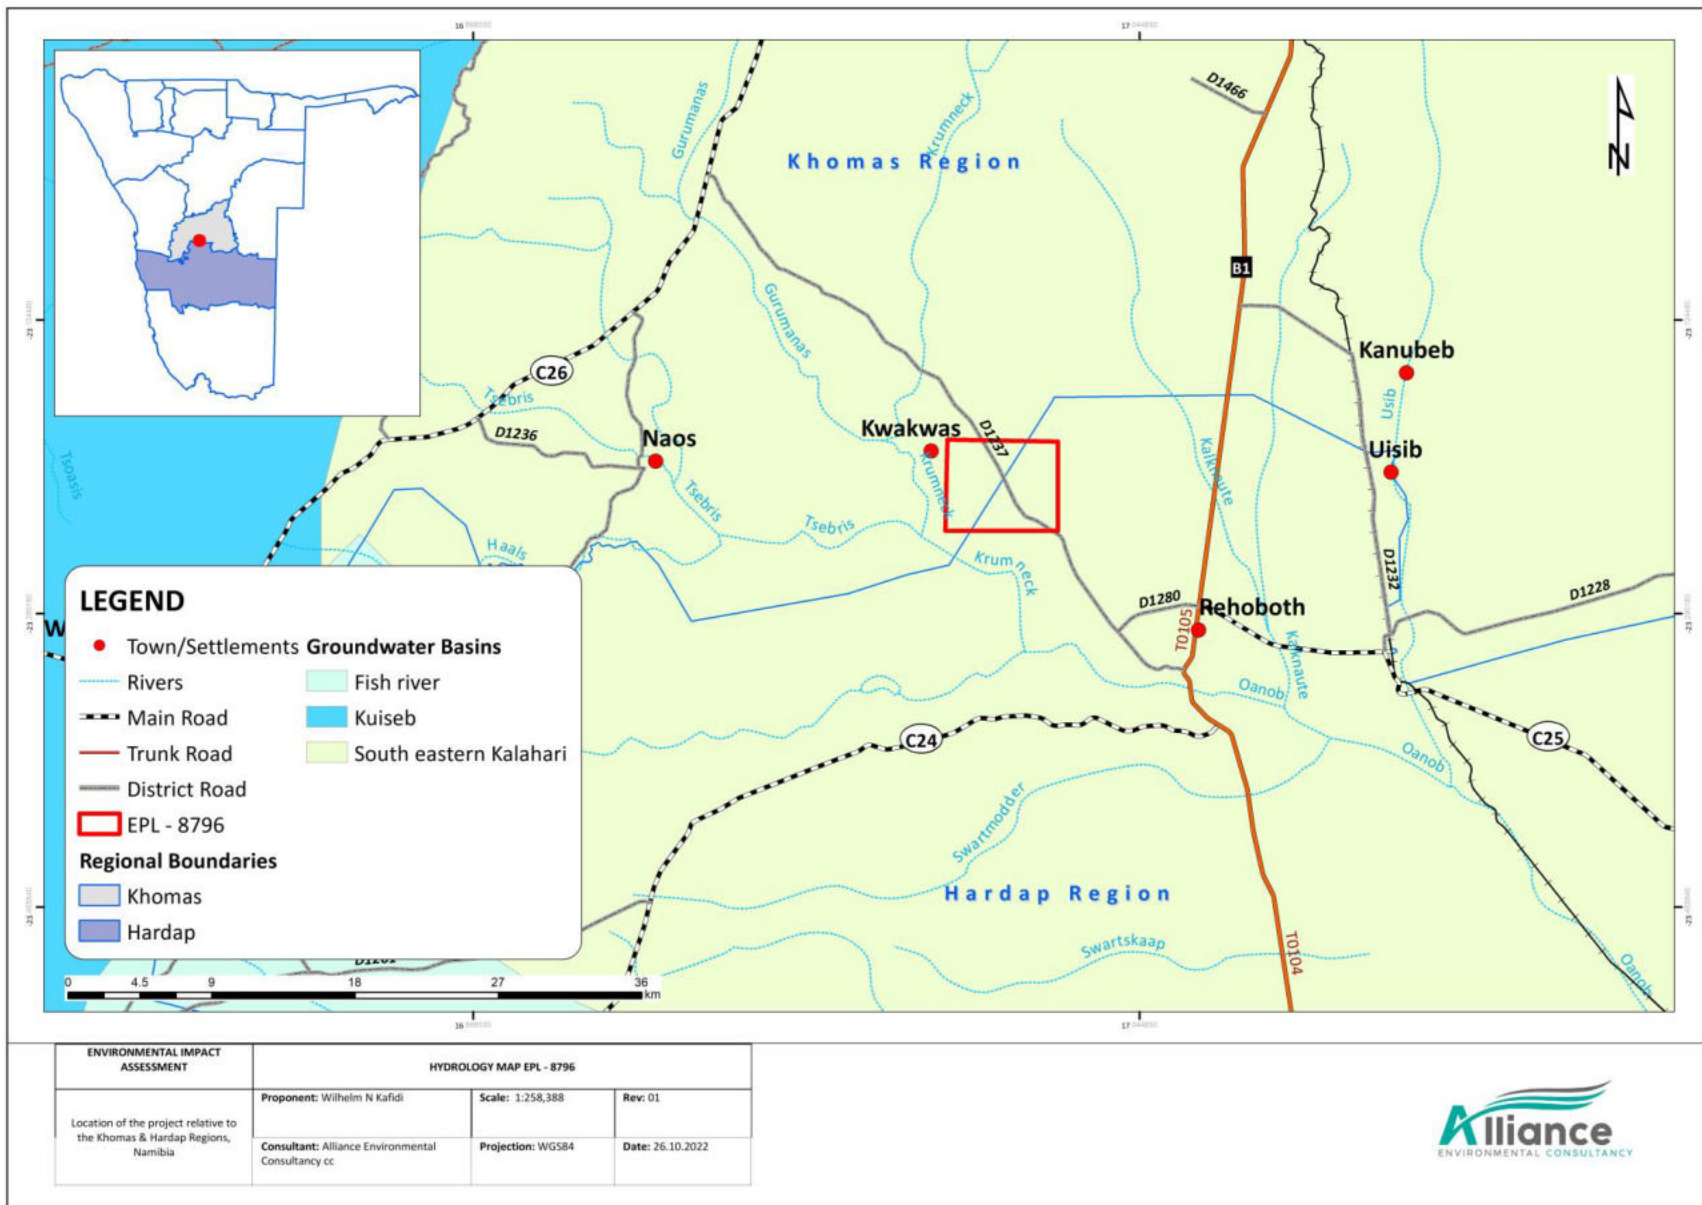 Khomas Region
Hardap Region
Gurumanas
Krumneck
D1466
B1
Gurumanas
Kanubeb
C26
Tsebris
D1236
Naos
Kwakwas
D1237
Usib
Uisib
Krumneck
Kalknaute
Tsebris
Tsebris
Tsoasis
Haals
Krumneck
D1280
Rehoboth
T0105
D1232
D1228
Kalknaute
Oanob
C24
Oanob
C25
Swartmodder
Swartskaap
T0104
Oanob
W
D1261
N
LEGEND
Town/Settlements
Rivers
Main Road
Trunk Road
District Road
EPL - 8796
Regional Boundaries
Khomas
Hardap
Groundwater Basins
Fish river
Kuiseb
South eastern Kalahari
0 4.5 9 18 27 36
km
ENVIRONMENTAL IMPACT
ASSESSMENT
Location of the project relative to
the Khomas & Hardap Regions,
Namibia
HYDROLOGY MAP EPL - 8796
Proponent: Wilhelm N Kafidi
Scale: 1:258,388
Rev: 01
Consultant: Alliance Environmental
Consultancy cc
Projection: WGS84
Date: 26.10.2022
Alliance
ENVIRONMENTAL CONSULTANCY